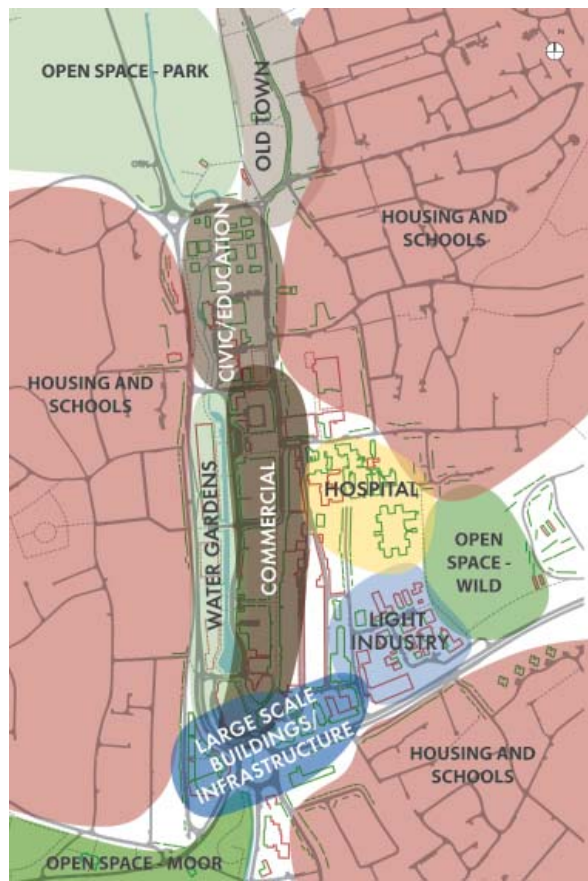 OPEN SPACE - PARK
OLD TOWN
HOUSING AND
SCHOOLS
CIVIC/EDUCATION
HOUSING AND
SCHOOLS
WATER GARDENS
COMMERCIAL
HOSPITAL
OPEN
SPACE -
WILD
LIGHT
INDUSTRY
LARGE SCALE
BUILDINGS/
INFRASTRUCTURE
HOUSING AND
SCHOOLS
OPEN SPACE - MOOR